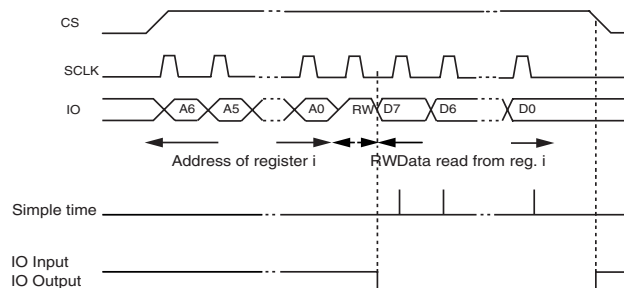 CS
SCLK
IO A6 A5 A0 RW D7 D6 D0
Address of register i RWData read from reg. i
Simple time
IO Input
IO Output